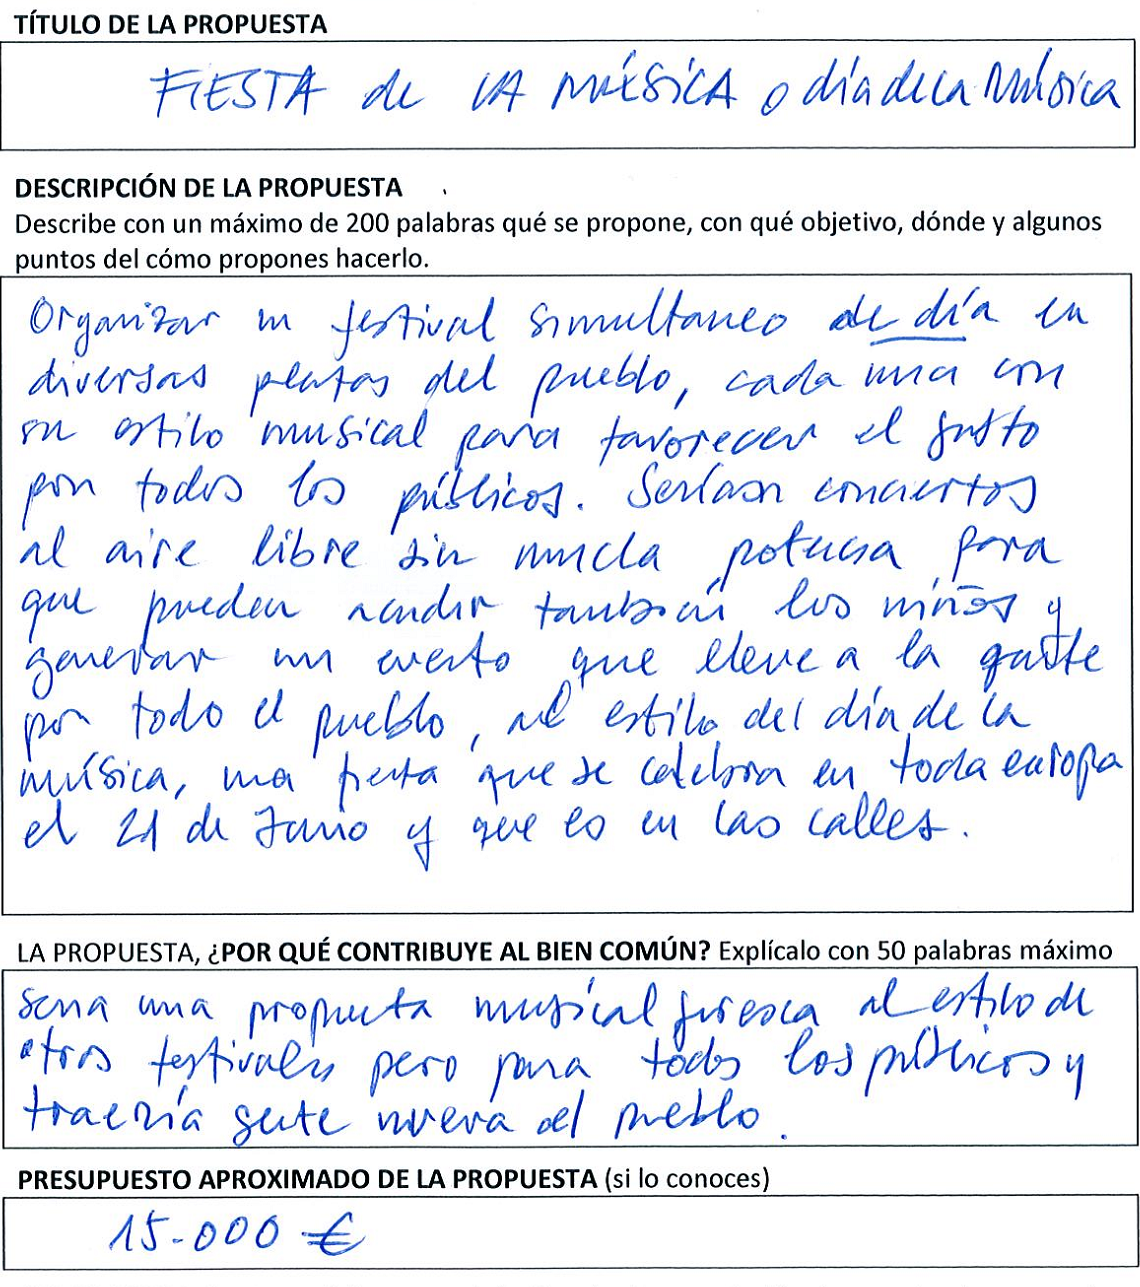 TÍTULO DE LA PROPUESTA
FIESTA de LA MÚSICA o día de la Música
DESCRIPCIÓN DE LA PROPUESTA
Describe con un máximo de 200 palabras qué se propone, con qué objetivo, dónde y algunos
puntos del cómo propones hacerlo.
Organizar un festival simultaneo de día en
diversas plazas del pueblo, cada una con
su estilo musical para favorecer el gusto
por todos los públicos. Serían conciertos
al aire libre sin mucha potencia para
que puedan acudir también los niños y
generar un evento que lleve a la gente
por todo el pueblo, al estilo del día de la
música, una fiesta que se celebra en toda europa
el 21 de Junio y que es en las calles.
LA PROPUESTA, ¿POR QUÉ CONTRIBUYE AL BIEN COMÚN? Explícalo con 50 palabras máximo
Sería una propuesta musical fresca al estilo de
otros festivales pero para todos los públicos y
traería gente nueva al pueblo.
PRESUPUESTO APROXIMADO DE LA PROPUESTA (si lo conoces)
15.000 €